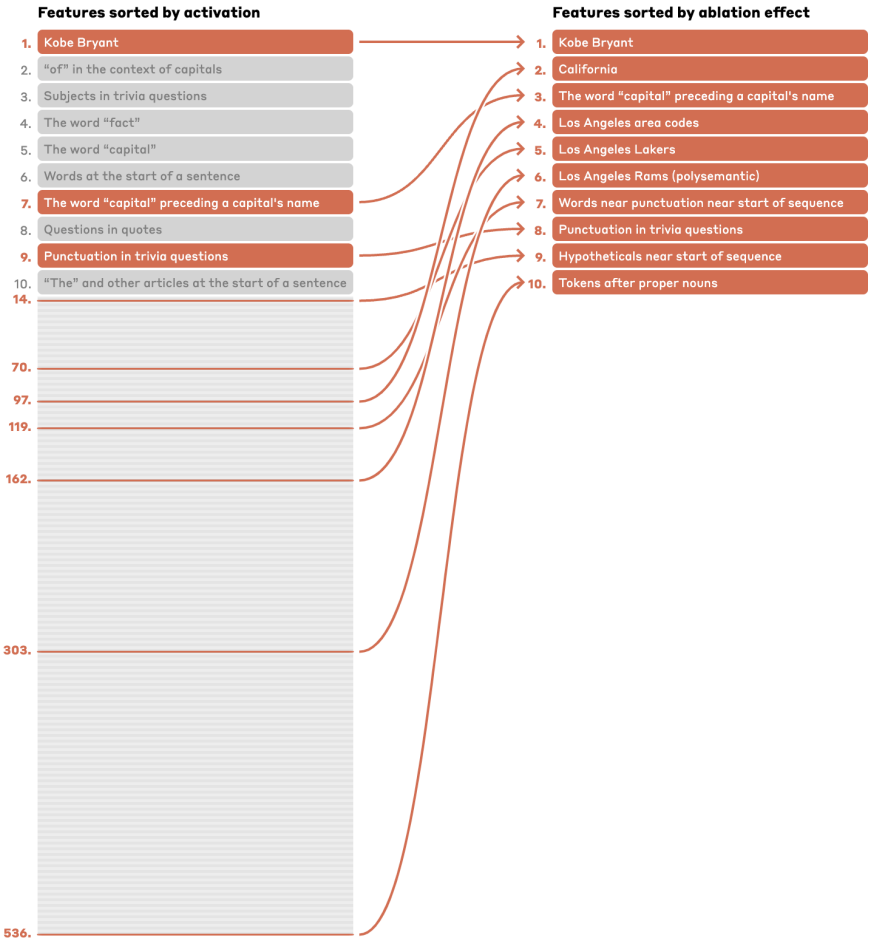 Features sorted by activation
1. Kobe Bryant
2. “of” in the context of capitals
3. Subjects in trivia questions
4. The word “fact”
5. The word “capital”
6. Words at the start of a sentence
7. The word “capital” preceding a capital's name
8. Questions in quotes
9. Punctuation in trivia questions
10. “The” and other articles at the start of a sentence
14.
70.
97.
119.
162.
303.
536.
Features sorted by ablation effect
1. Kobe Bryant
2. California
3. The word “capital” preceding a capital's name
4. Los Angeles area codes
5. Los Angeles Lakers
6. Los Angeles Rams (polysemantic)
7. Words near punctuation near start of sequence
8. Punctuation in trivia questions
9. Hypotheticals near start of sequence
10. Tokens after proper nouns